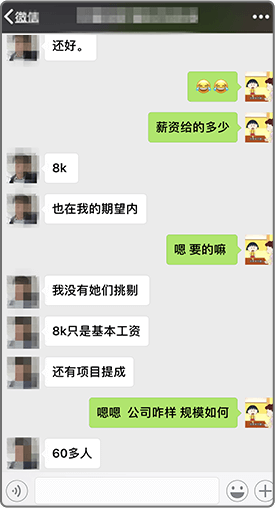 微信
还好。
薪资给的多少
8k
也在我的期望内
嗯 要的嘛
我没有她们挑剔
8k只是基本工资
还有项目提成
嗯嗯 公司咋样 规模如何
60多人